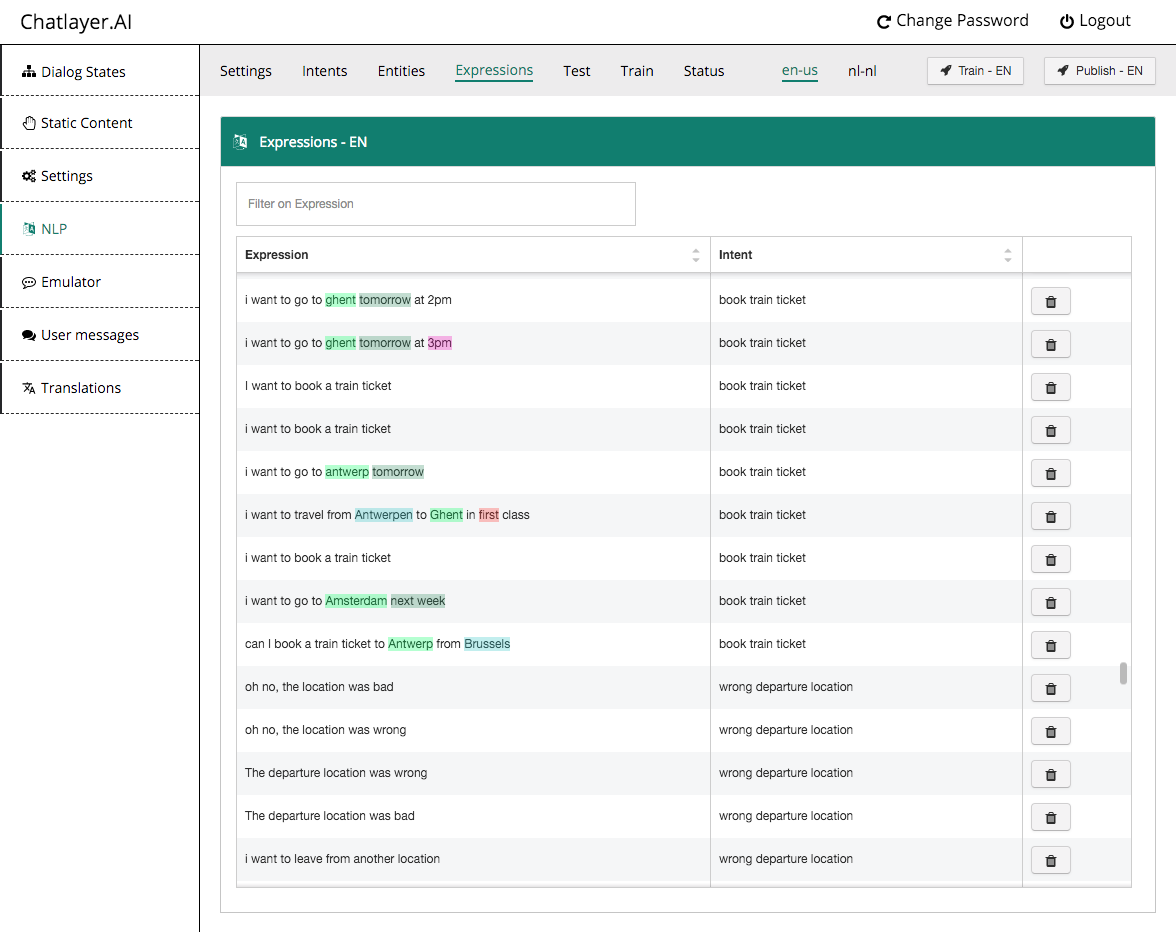 Chatlayer.AI
Change Password
Logout
Dialog States
Static Content
Settings
NLP
Emulator
User messages
Translations
Settings Intents Entities Expressions Test Train Status en-us nl-nl Train - EN Publish - EN
Expressions - EN
Filter on Expression
Expression Intent
i want to go to ghent tomorrow at 2pm book train ticket
i want to go to ghent tomorrow at 3pm book train ticket
I want to book a train ticket book train ticket
i want to book a train ticket book train ticket
i want to go to antwerp tomorrow book train ticket
i want to travel from Antwerpen to Ghent in first class book train ticket
i want to book a train ticket book train ticket
i want to go to Amsterdam next week book train ticket
can I book a train ticket to Antwerp from Brussels book train ticket
oh no, the location was bad wrong departure location
oh no, the location was wrong wrong departure location
The departure location was wrong wrong departure location
The departure location was bad wrong departure location
i want to leave from another location wrong departure location